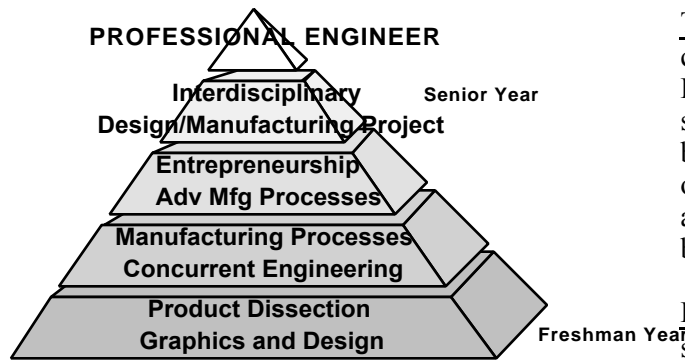 PROFESSIONAL ENGINEER
Interdisciplinary
Senior Year
Design/Manufacturing Project
Entrepreneurship
Adv Mfg Processes
Manufacturing Processes
Concurrent Engineering
Product Dissection
Graphics and Design
Freshman Year